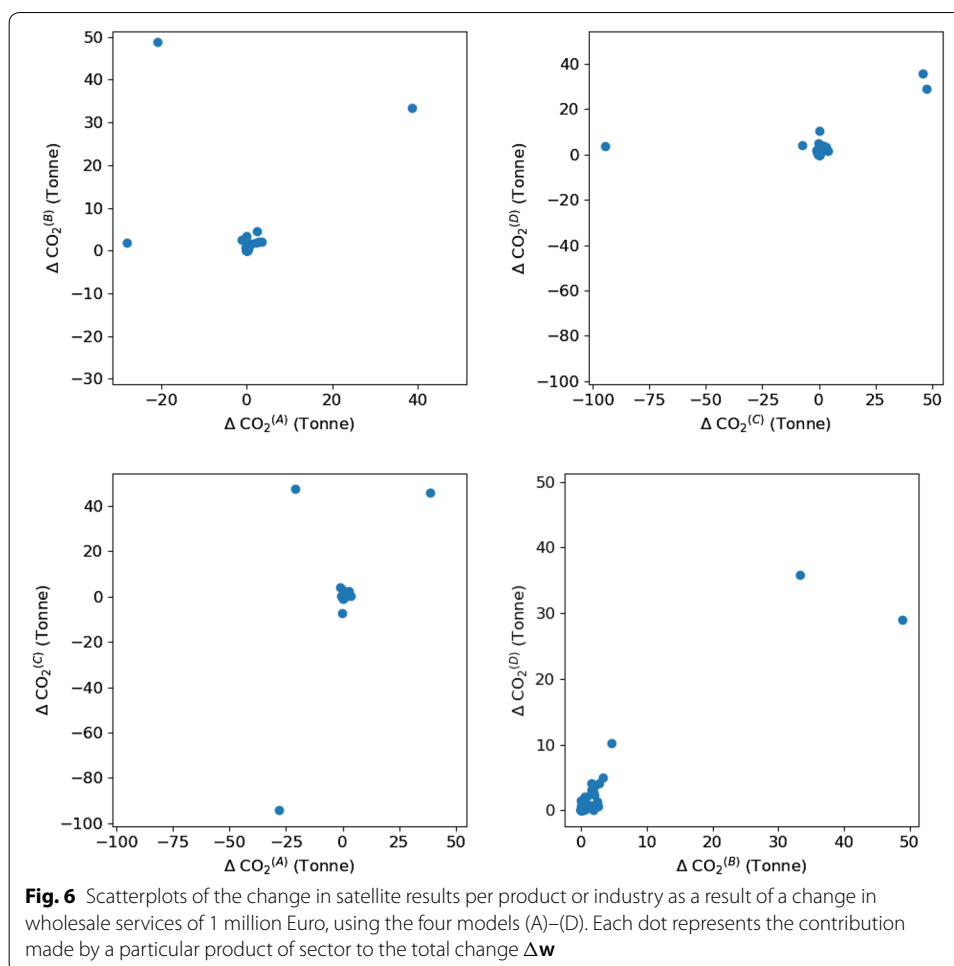 50
40
30
20
10
0
−10
−20
−30
Δ CO₂⁽ᴬ⁾ (Tonne)
−20 0 20 40
Δ CO₂⁽ᴮ⁾ (Tonne)
40
20
0
−20
−40
−60
−80
−100
Δ CO₂⁽ᴰ⁾ (Tonne)
−100 −75 −50 −25 0 25 50
Δ CO₂^(C) (Tonne)
40
20
0
−20
−40
−60
−80
−100
Δ CO₂^(C) (Tonne)
−100 −75 −50 −25 0 25 50
Δ CO₂⁽ᴬ⁾ (Tonne)
50
40
30
20
10
0
Δ CO₂⁽ᴰ⁾ (Tonne)
0 10 20 30 40 50
Δ CO₂⁽ᴮ⁾ (Tonne)
Fig. 6 Scatterplots of the change in satellite results per product or industry as a result of a change in
wholesale services of 1 million Euro, using the four models (A)–(D). Each dot represents the contribution
made by a particular product of sector to the total change Δw